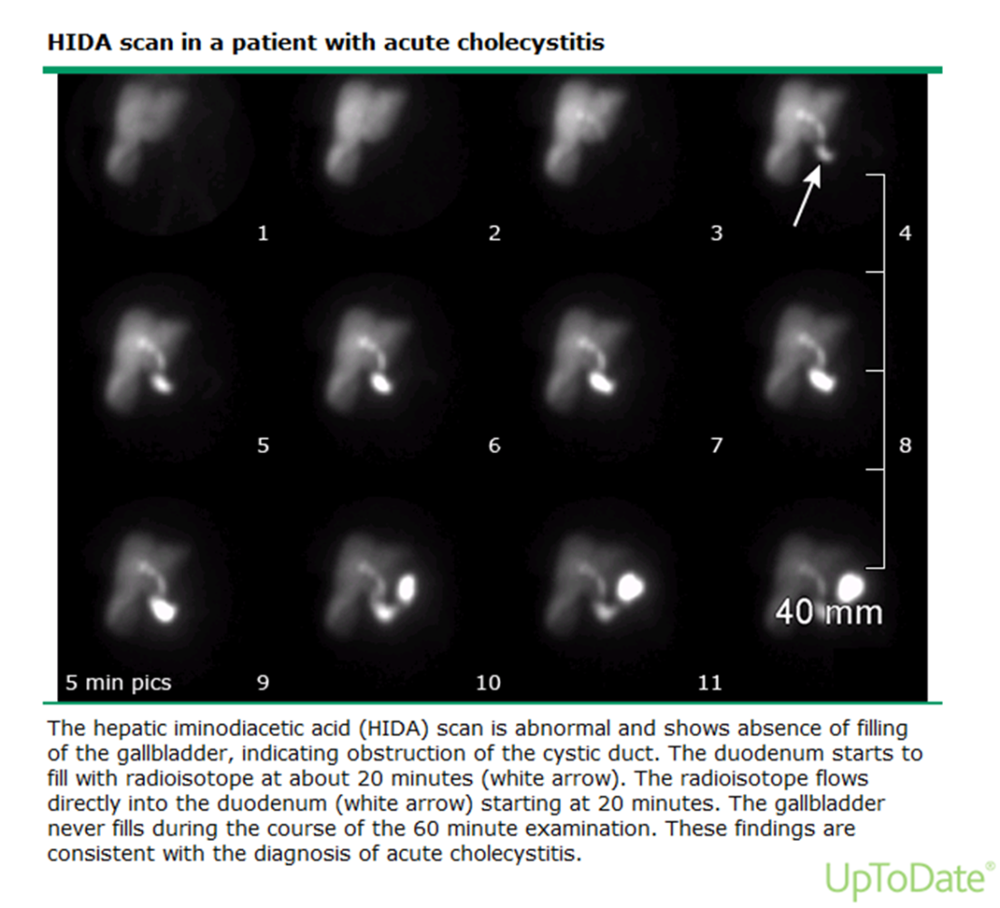 HIDA scan in a patient with acute cholecystitis
1 2 3 4
5 6 7 8
40 mm
5 min pics 9 10 11
The hepatic iminodiacetic acid (HIDA) scan is abnormal and shows absence of filling
of the gallbladder, indicating obstruction of the cystic duct. The duodenum starts to
fill with radioisotope at about 20 minutes (white arrow). The radioisotope flows
directly into the duodenum (white arrow) starting at 20 minutes. The gallbladder
never fills during the course of the 60 minute examination. These findings are
consistent with the diagnosis of acute cholecystitis.
UpToDate®